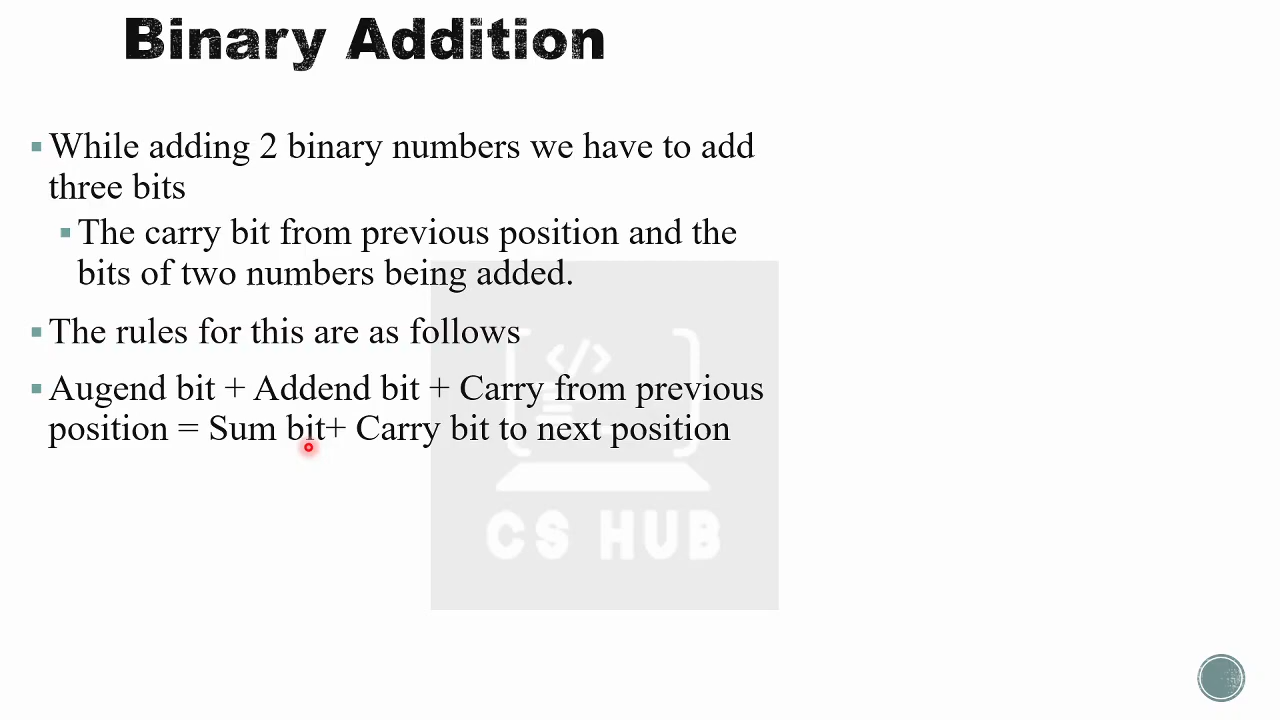 Binary Addition
While adding 2 binary numbers we have to add
three bits
The carry bit from previous position and the
bits of two numbers being added.
The rules for this are as follows
Augend bit + Addend bit + Carry from previous
position = Sum bit+ Carry bit to next position
</>
CS HUB